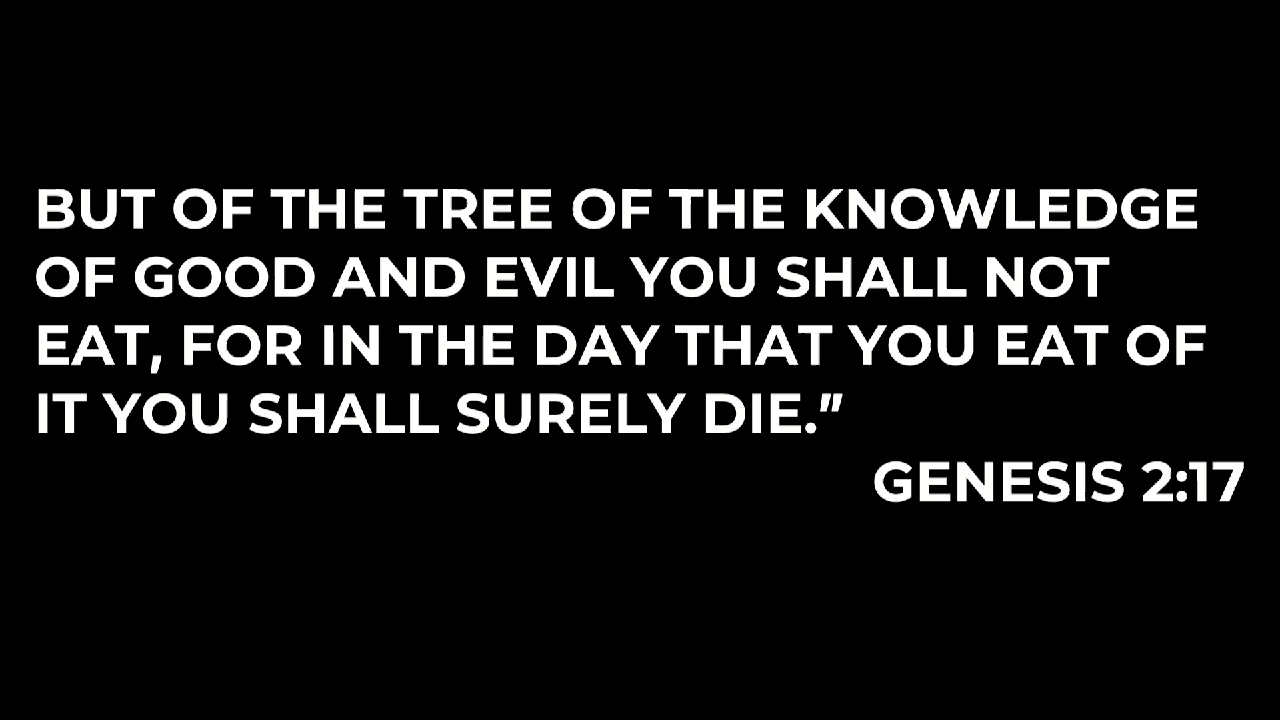 BUT OF THE TREE OF THE KNOWLEDGE
OF GOOD AND EVIL YOU SHALL NOT
EAT, FOR IN THE DAY THAT YOU EAT OF
IT YOU SHALL SURELY DIE."
GENESIS 2:17